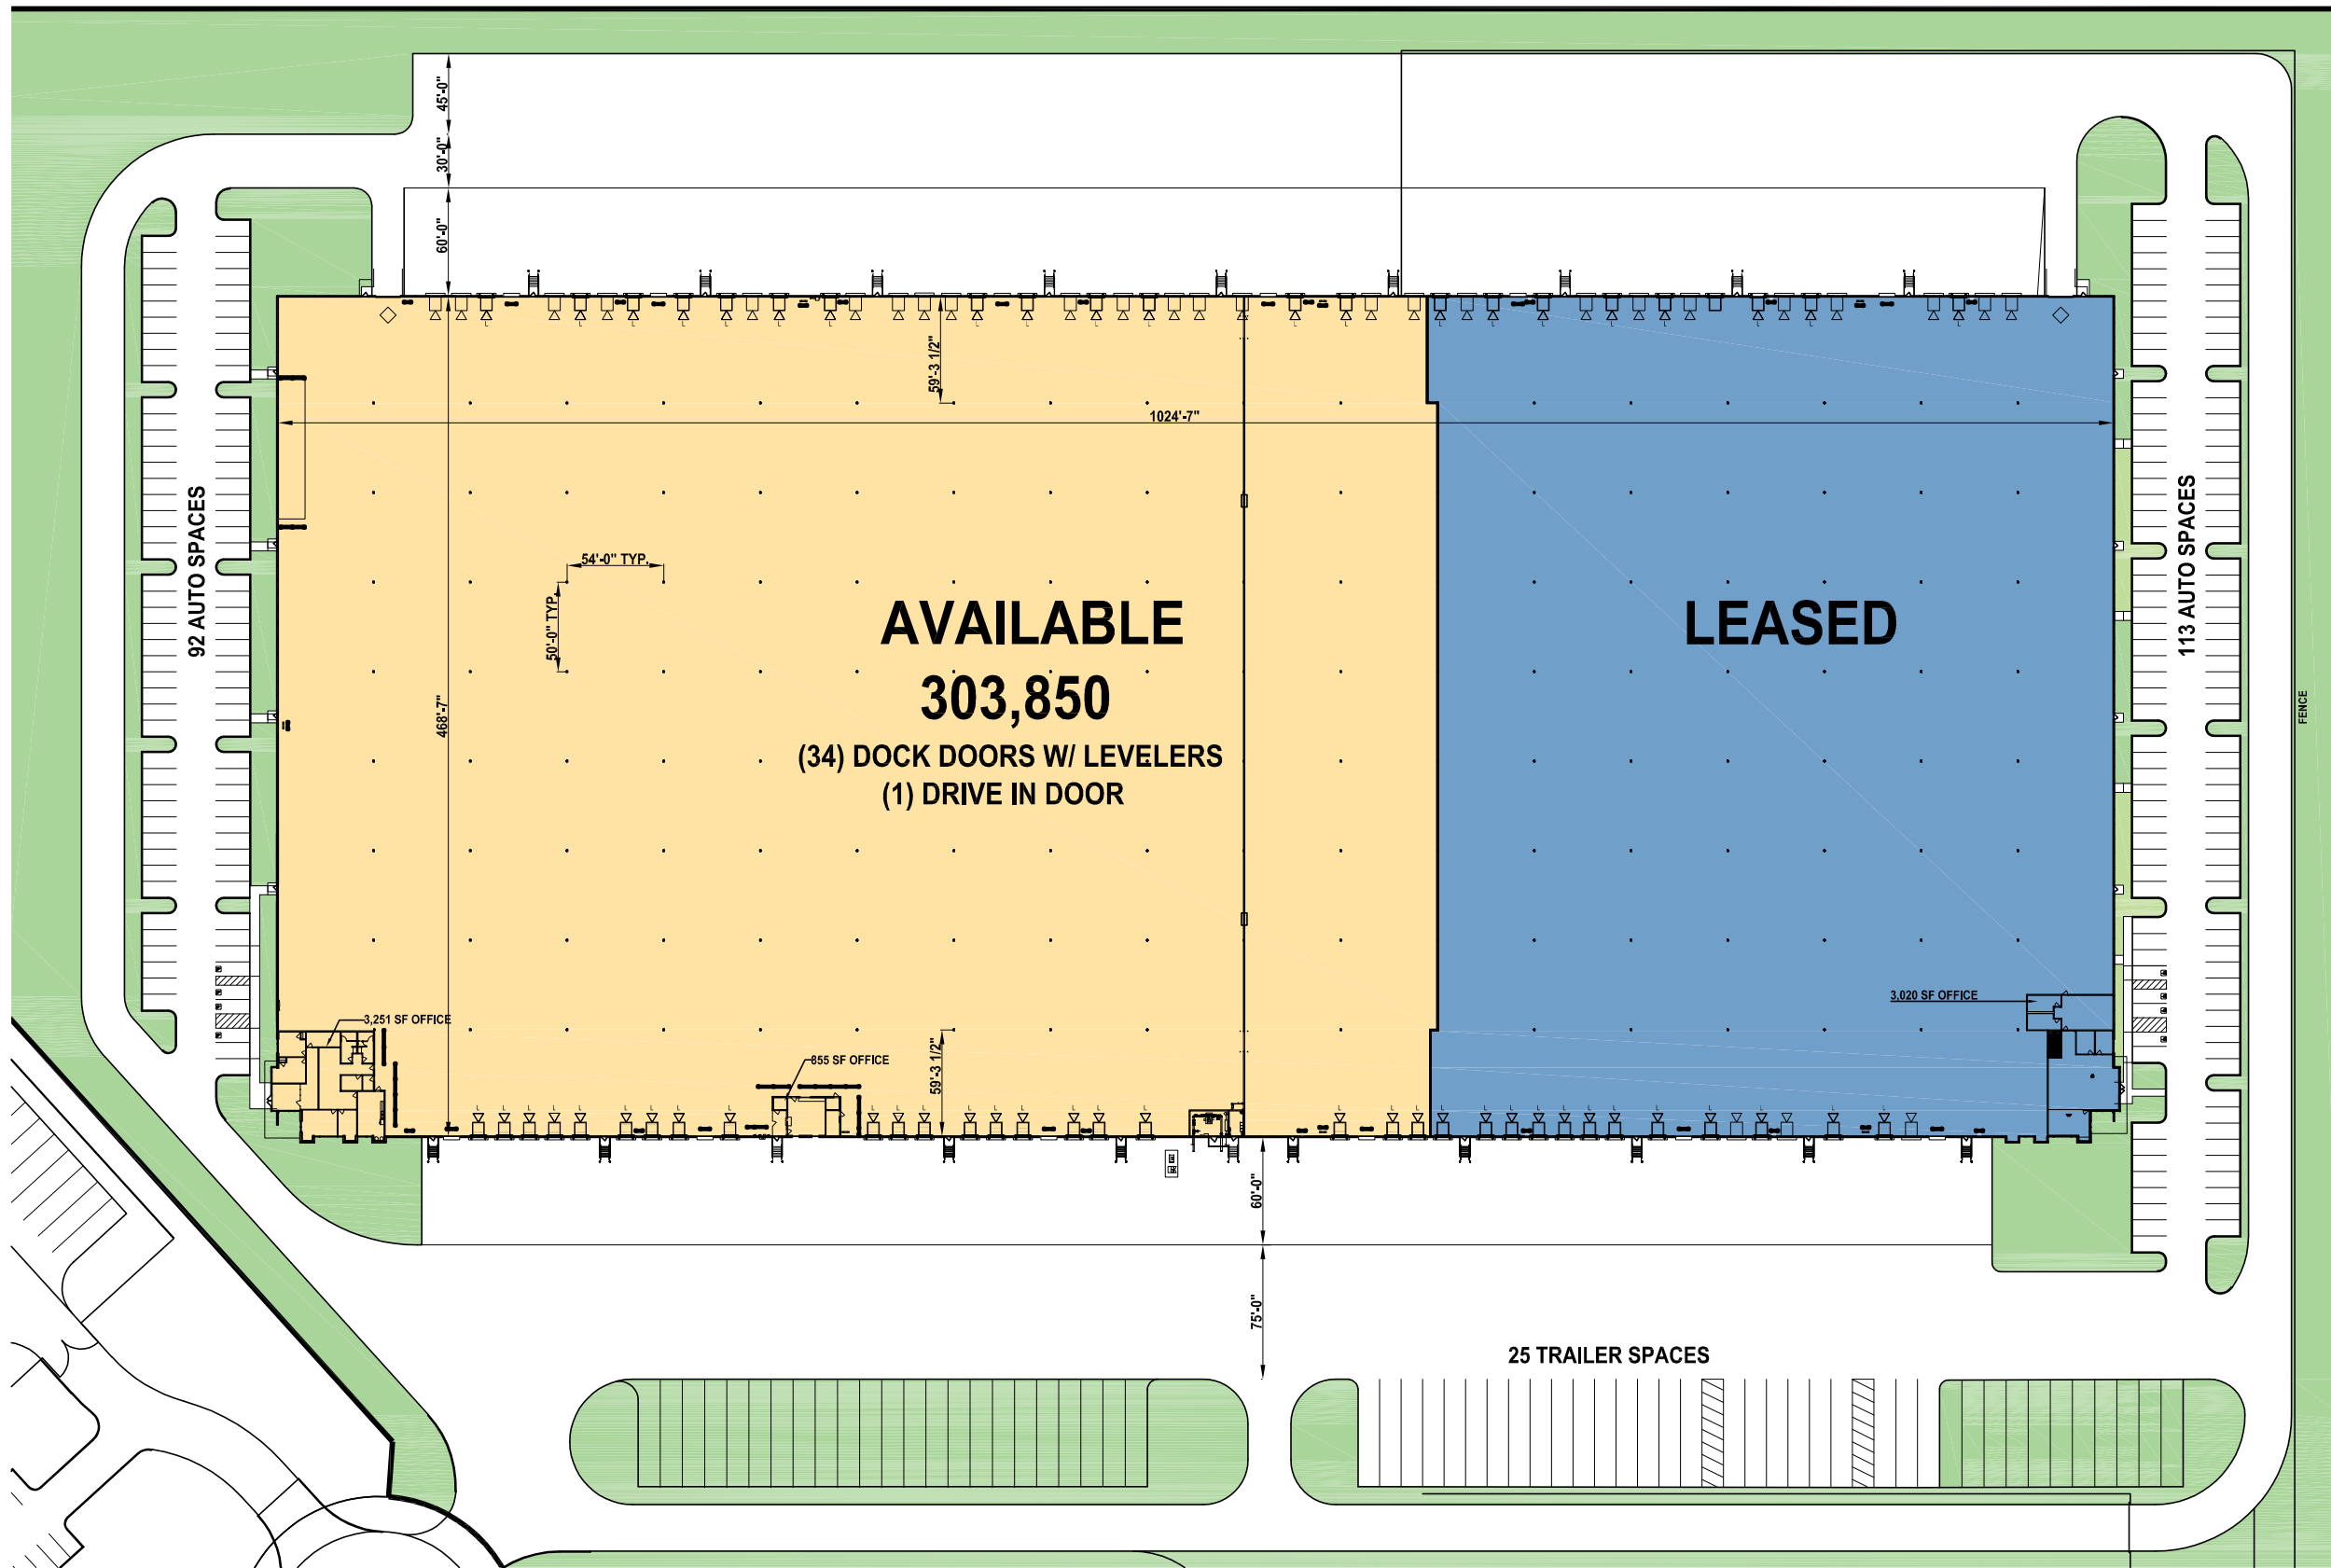 45'-0"
30'-0"
60'-0"
59'-3 1/2"
1024'-7"
92 AUTO SPACES
113 AUTO SPACES
54'-0" TYP.
50'-0" TYP.
AVAILABLE
303,850
(34) DOCK DOORS W/ LEVELERS
(1) DRIVE IN DOOR
LEASED
468'-7"
FENCE
3,251 SF OFFICE
855 SF OFFICE
59'-3 1/2"
3,020 SF OFFICE
60'-0"
75'-0"
25 TRAILER SPACES